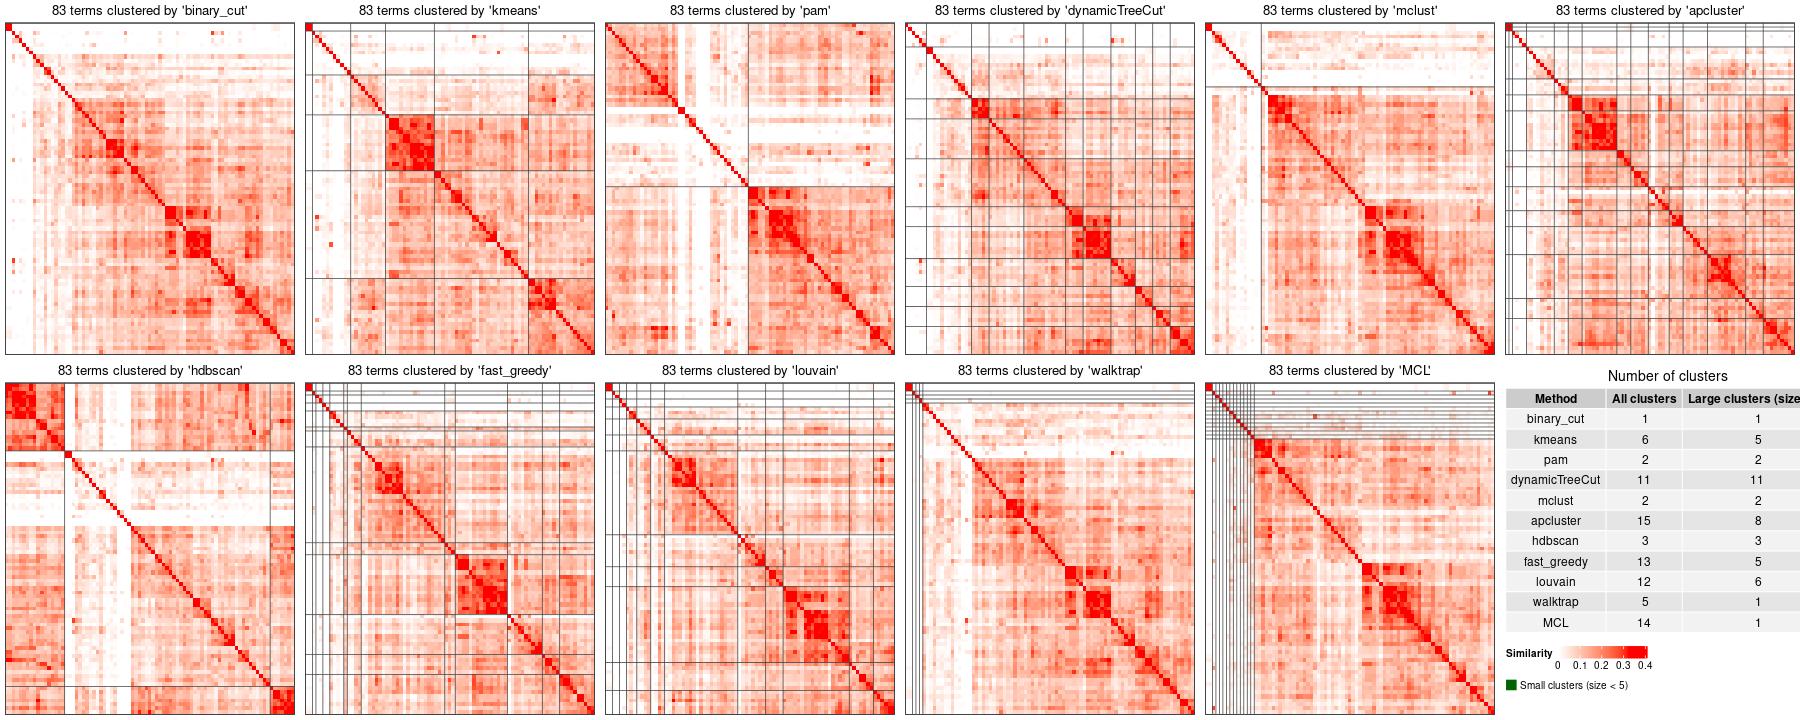 83 terms clustered by 'binary_cut'
83 terms clustered by 'kmeans'
83 terms clustered by 'pam'
83 terms clustered by 'dynamicTreeCut'
83 terms clustered by 'mclust'
83 terms clustered by 'apcluster'
83 terms clustered by 'hdbscan'
83 terms clustered by 'fast_greedy'
83 terms clustered by 'louvain'
83 terms clustered by 'walktrap'
83 terms clustered by 'MCL'
Number of clusters
Method All clusters Large clusters (size
binary_cut 1 1
kmeans 6 5
pam 2 2
dynamicTreeCut 11 11
mclust 2 2
apcluster 15 8
hdbscan 3 3
fast_greedy 13 5
louvain 12 6
walktrap 5 1
MCL 14 1
Similarity
0 0.1 0.2 0.3 0.4
Small clusters (size < 5)